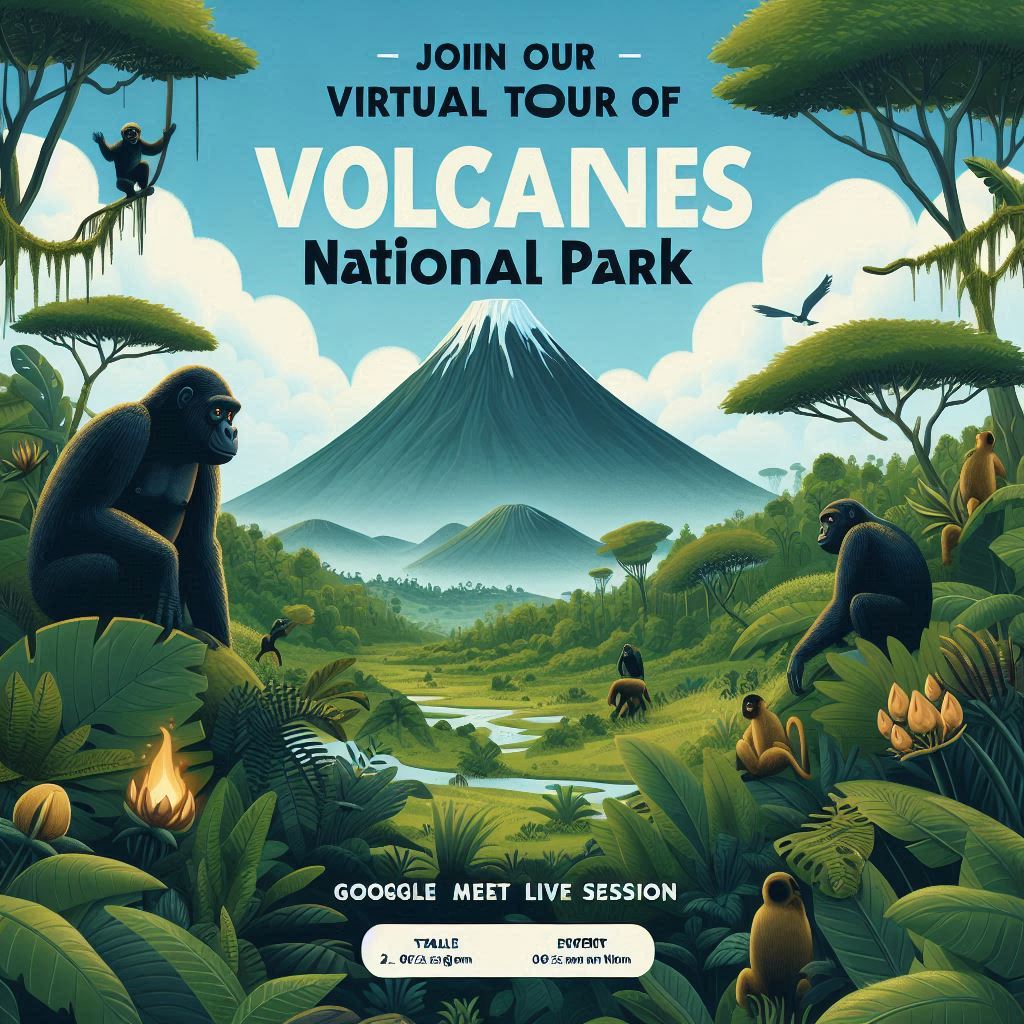 JOIIN OUR
VIRTUAL TOUR OF
VOLCANES
National Park
GOOGGLE MEET LIVE SESSION